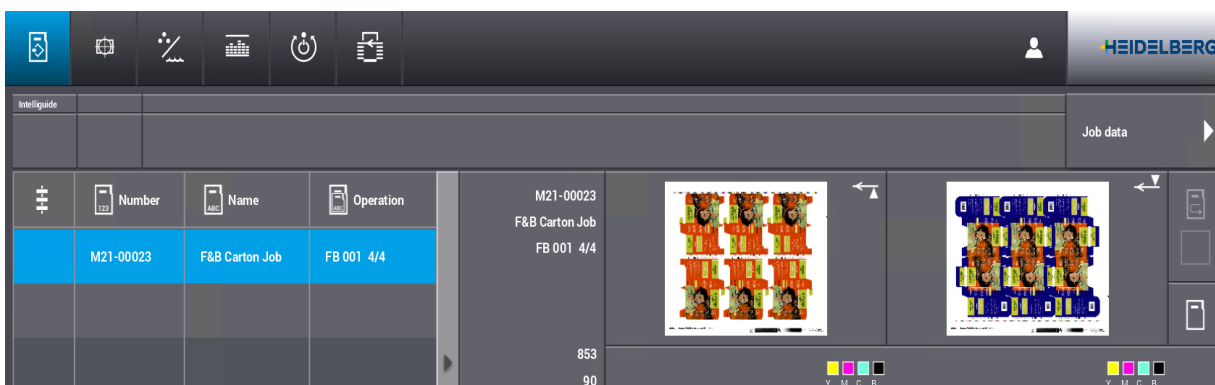 HEIDELBERG
Intelliguide
Job data
Number
Name
Operation
M21-00023
F&B Carton Job
FB 001 4/4
M21-00023
F&B Carton Job
FB 001 4/4
853
90
Y M C B
Y M C B